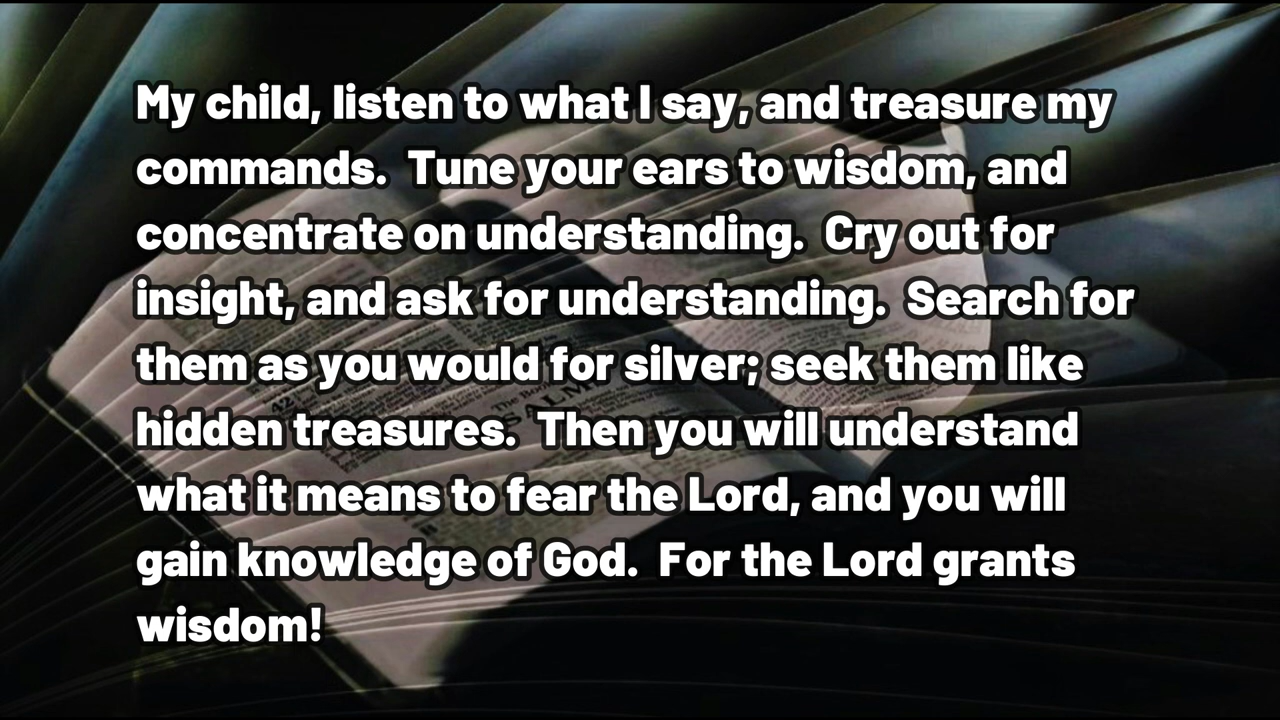 My child, listen to what I say, and treasure my
commands.  Tune your ears to wisdom, and
concentrate on understanding.  Cry out for
insight, and ask for understanding.  Search for
them as you would for silver; seek them like
hidden treasures.  Then you will understand
what it means to fear the Lord, and you will
gain knowledge of God.  For the Lord grants
wisdom!